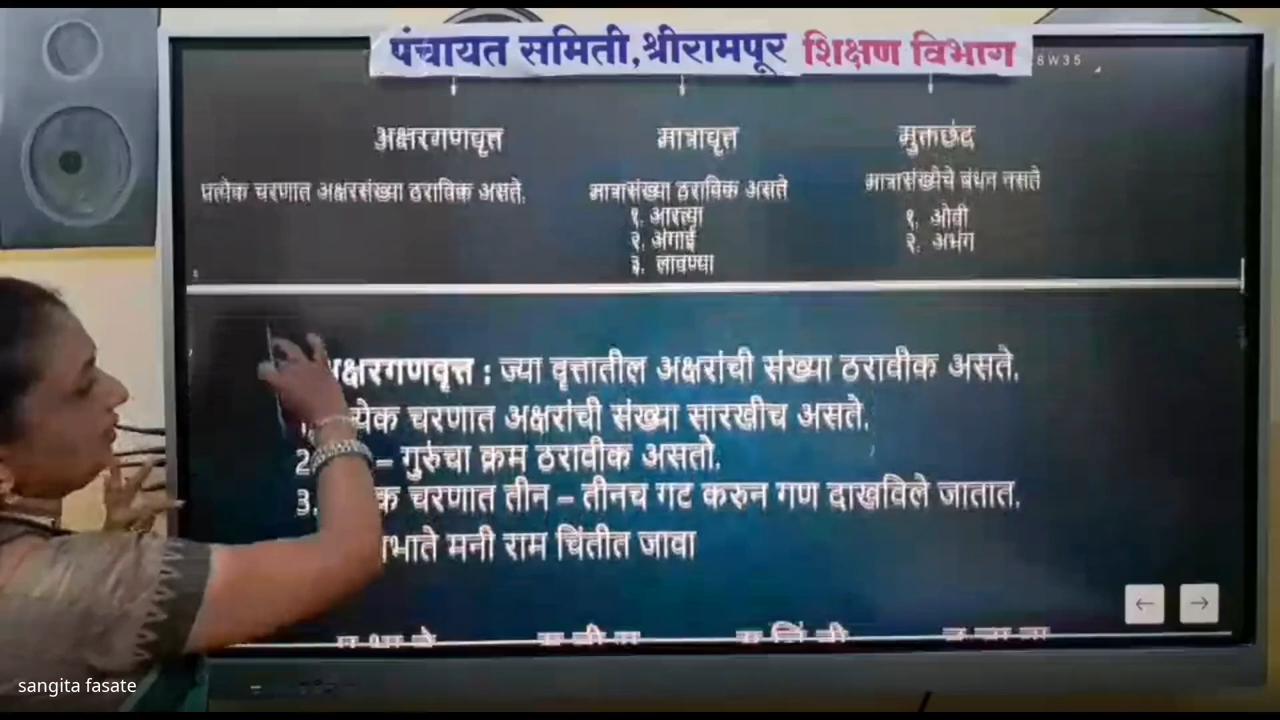 पंचायत समिती,श्रीरामपूर शिक्षण विभाग
8W35
अक्षरगणवृत्त मात्रावृत्त मुक्तछंद
प्रत्येक चरणात अक्षरसंख्या ठराविक असते. मात्रासंख्या ठराविक असते मात्रासंख्येचे बंधन नसते
१. आरत्या १. ओवी
२. अंगाई २. अभंग
३. लावण्या
क्षरगणवृत्त : ज्या वृत्तातील अक्षरांची संख्या ठरावीक असते.
येक चरणात अक्षरांची संख्या सारखीच असते.
2 – गुरुंचा क्रम ठरावीक असतो.
3. क चरणात तीन – तीनच गट करुन गण दाखविले जातात.
भाते मनी राम चिंतीत जावा
sangita fasate